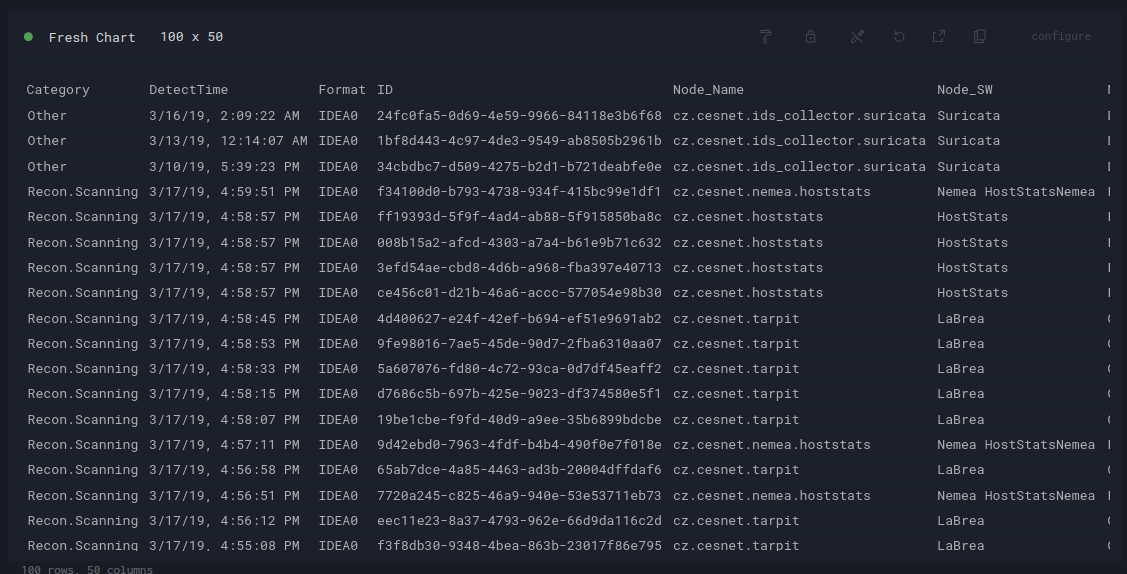 Fresh Chart 100 x 50 configure
Category DetectTime Format ID Node_Name Node_SW
Other 3/16/19, 2:09:22 AM IDEA0 24fc0fa5-0d69-4e59-9966-84118e3b6f68 cz.cesnet.ids_collector.suricata Suricata
Other 3/13/19, 12:14:07 AM IDEA0 1bf8d443-4c97-4de3-9549-ab8505b2961b cz.cesnet.ids_collector.suricata Suricata
Other 3/10/19, 5:39:23 PM IDEA0 34cbdbc7-d509-4275-b2d1-b721deabfe0e cz.cesnet.ids_collector.suricata Suricata
Recon.Scanning 3/17/19, 4:59:51 PM IDEA0 f34100d0-b793-4738-934f-415bc99e1df1 cz.cesnet.nemea.hoststats Nemea HostStatsNemea
Recon.Scanning 3/17/19, 4:58:57 PM IDEA0 ff19393d-5f9f-4ad4-ab88-5f915850ba8c cz.cesnet.hoststats HostStats
Recon.Scanning 3/17/19, 4:58:57 PM IDEA0 008b15a2-afcd-4303-a7a4-b61e9b71c632 cz.cesnet.hoststats HostStats
Recon.Scanning 3/17/19, 4:58:57 PM IDEA0 3efd54ae-cbd8-4d6b-a968-fba397e40713 cz.cesnet.hoststats HostStats
Recon.Scanning 3/17/19, 4:58:57 PM IDEA0 ce456c01-d21b-46a6-accc-577054e98b30 cz.cesnet.hoststats HostStats
Recon.Scanning 3/17/19, 4:58:45 PM IDEA0 4d400627-e24f-42ef-b694-ef51e9691ab2 cz.cesnet.tarpit LaBrea
Recon.Scanning 3/17/19, 4:58:53 PM IDEA0 9fe98016-7ae5-45de-90d7-2fba6310aa07 cz.cesnet.tarpit LaBrea
Recon.Scanning 3/17/19, 4:58:33 PM IDEA0 5a607076-fd80-4c72-93ca-0d7df45eaff2 cz.cesnet.tarpit LaBrea
Recon.Scanning 3/17/19, 4:58:15 PM IDEA0 d7686c5b-697b-425e-9023-df374580e5f1 cz.cesnet.tarpit LaBrea
Recon.Scanning 3/17/19, 4:58:07 PM IDEA0 19be1cbe-f9fd-40d9-a9ee-35b6899bdcbe cz.cesnet.tarpit LaBrea
Recon.Scanning 3/17/19, 4:57:11 PM IDEA0 9d42ebd0-7963-4fdf-b4b4-490f0e7f018e cz.cesnet.nemea.hoststats Nemea HostStatsNemea
Recon.Scanning 3/17/19, 4:56:58 PM IDEA0 65ab7dce-4a85-4463-ad3b-20004dffdaf6 cz.cesnet.tarpit LaBrea
Recon.Scanning 3/17/19, 4:56:51 PM IDEA0 7720a245-c825-46a9-940e-53e53711eb73 cz.cesnet.nemea.hoststats Nemea HostStatsNemea
Recon.Scanning 3/17/19, 4:56:12 PM IDEA0 eec11e23-8a37-4793-962e-66d9da116c2d cz.cesnet.tarpit LaBrea
Recon.Scanning 3/17/19, 4:55:08 PM IDEA0 f3f8db30-9348-4bea-863b-23017f86e795 cz.cesnet.tarpit LaBrea
100 rows, 50 columns